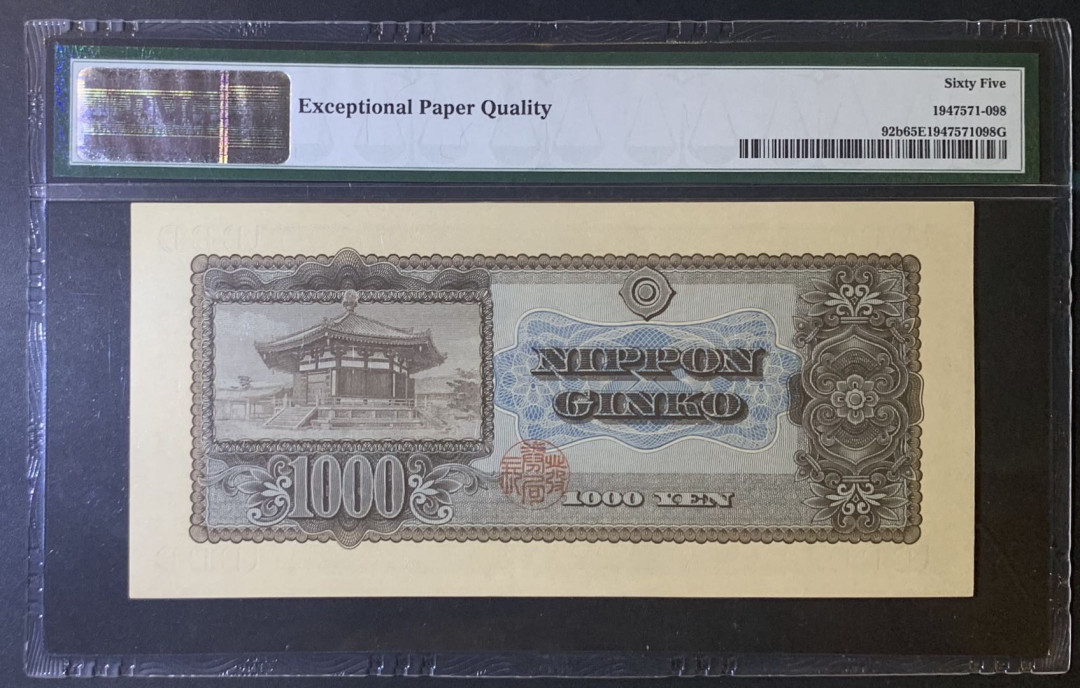 Sixty Five
Exceptional Paper Quality
1947571-098
92b65E1947571098G
NIPPON
GINKO
1000
1000 YEN